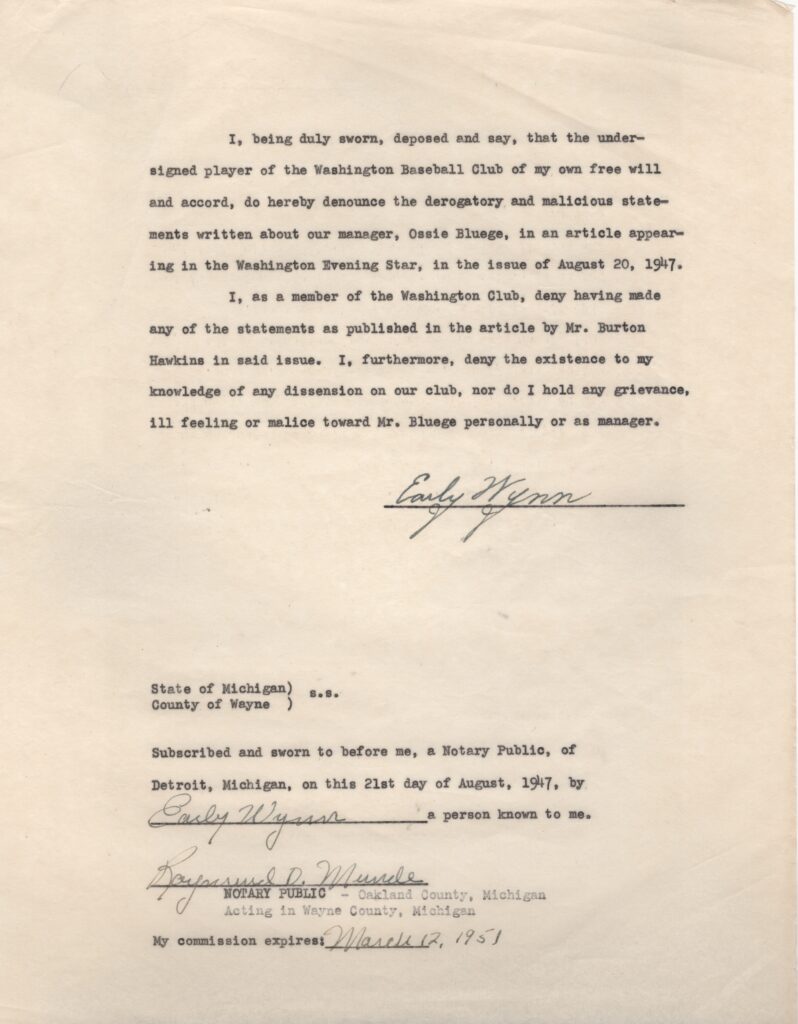 I, being duly sworn, deposed and say, that the under-
signed player of the Washington Baseball Club of my own free will
and accord, do hereby denounce the derogatory and malicious state-
ments written about our manager, Ossie Bluege, in an article appear-
ing in the Washington Evening Star, in the issue of August 20, 1947.
I, as a member of the Washington Club, deny having made
any of the statements as published in the article by Mr. Burton
Hawkins in said issue. I, furthermore, deny the existence to my
knowledge of any dissension on our club, nor do I hold any grievance,
ill feeling or malice toward Mr. Bluege personally or as manager.
Early Wynn
State of Michigan) s.s.
County of Wayne )
Subscribed and sworn to before me, a Notary Public, of
Detroit, Michigan, on this 21st day of August, 1947, by
Early Wynn a person known to me.
Raymond D.
NOTARY PUBLIC - Oakland County, Michigan
Acting in Wayne County, Michigan
My commission expires: March 12, 1951